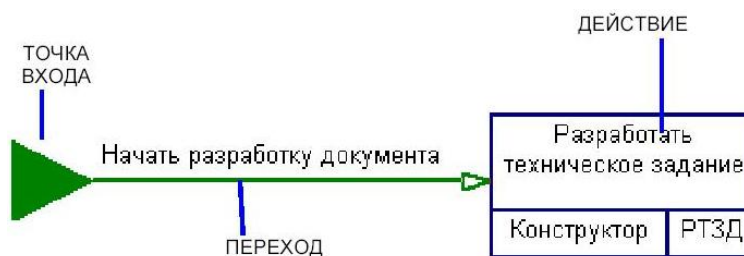 ДЕЙСТВИЕ
ТОЧКА
ВХОДА
Начать разработку документа
Разработать
техническое задание
Конструктор
РТЗД
ПЕРЕХОД